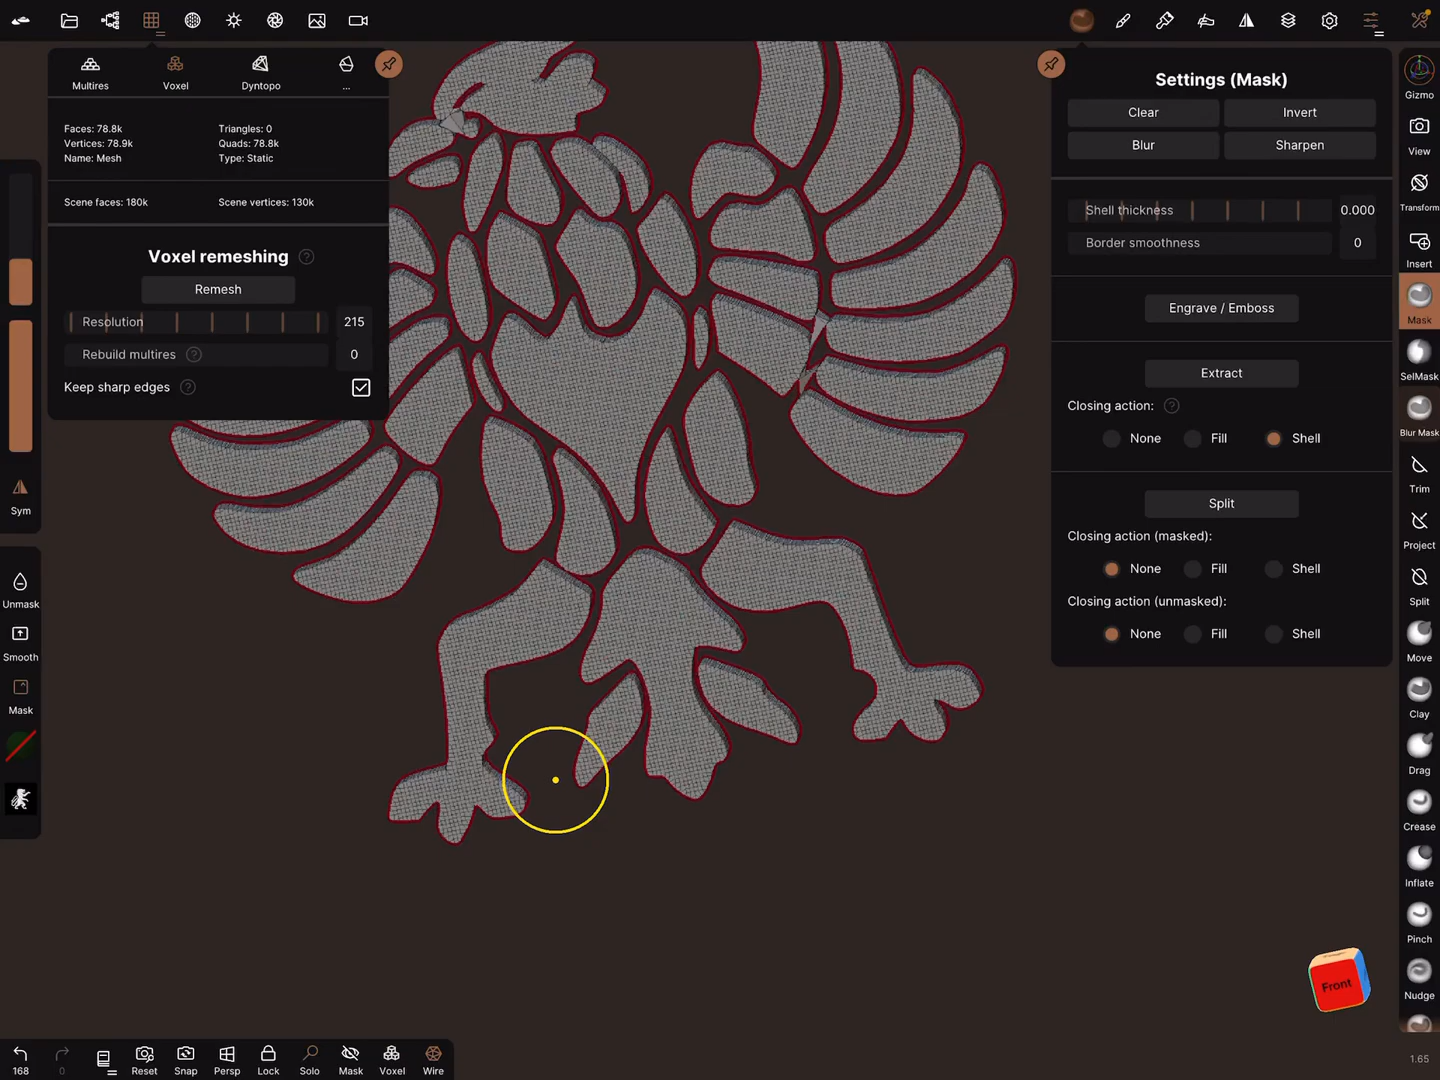 Multires
Voxel
Dyntopo
...
Faces: 78.8k
Triangles: 0
Vertices: 78.9k
Quads: 78.8k
Name: Mesh
Type: Static
Scene faces: 180k
Scene vertices: 130k
Voxel remeshing ?
Remesh
Resolution 215
Rebuild multires ? 0
Keep sharp edges ?
Sym
Unmask
Smooth
Mask
Settings (Mask)
Clear
Invert
Blur
Sharpen
Shell thickness 0.000
Border smoothness 0
Engrave / Emboss
Extract
Closing action: ?
None
Fill
Shell
Split
Closing action (masked):
None
Fill
Shell
Closing action (unmasked):
None
Fill
Shell
Gizmo
View
Transform
Insert
Mask
SelMask
Blur Mask
Trim
Project
Split
Move
Clay
Drag
Crease
Inflate
Pinch
Nudge
Front
168
0
Reset
Snap
Persp
Lock
Solo
Mask
Voxel
Wire
1.65